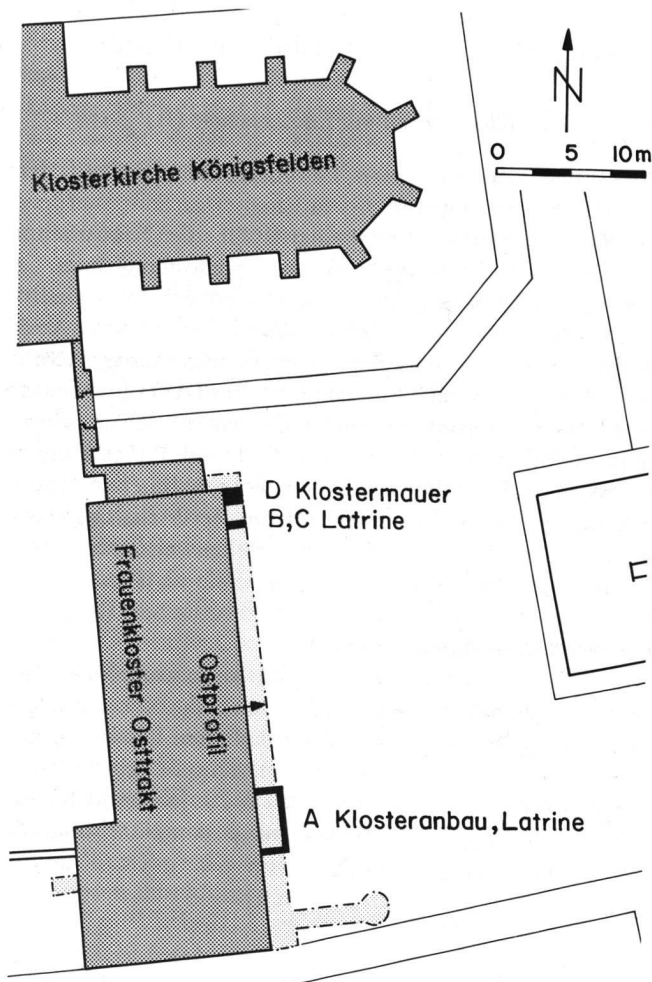 Klosterkirche Königsfelden
N
0 5 10m
D Klostermauer
B,C Latrine
Frauenkloster Osttrakt
Ostprofil
A Klosteranbau, Latrine